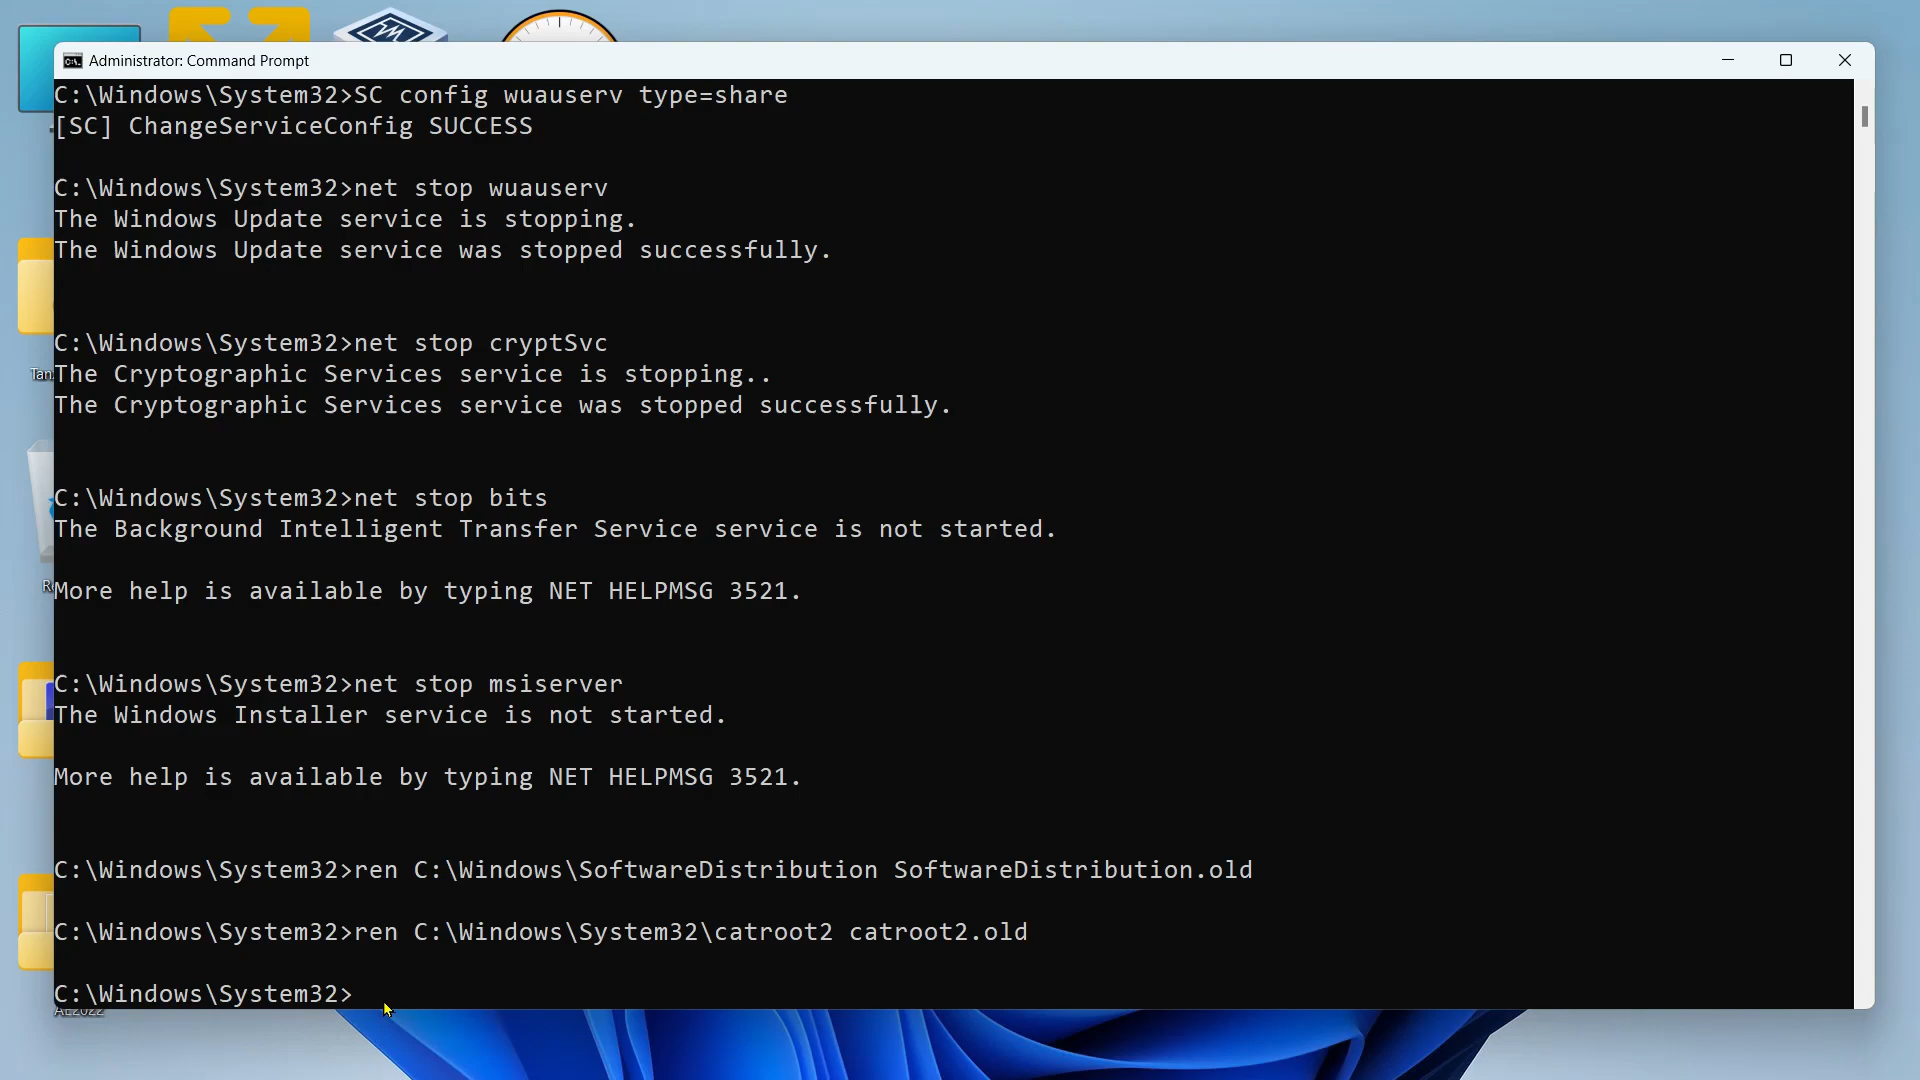 Administrator: Command Prompt
C:\Windows\System32>SC config wuauserv type=share
[SC] ChangeServiceConfig SUCCESS
C:\Windows\System32>net stop wuauserv
The Windows Update service is stopping.
The Windows Update service was stopped successfully.
C:\Windows\System32>net stop cryptSvc
The Cryptographic Services service is stopping..
The Cryptographic Services service was stopped successfully.
C:\Windows\System32>net stop bits
The Background Intelligent Transfer Service service is not started.
More help is available by typing NET HELPMSG 3521.
C:\Windows\System32>net stop msiserver
The Windows Installer service is not started.
More help is available by typing NET HELPMSG 3521.
C:\Windows\System32>ren C:\Windows\SoftwareDistribution SoftwareDistribution.old
C:\Windows\System32>ren C:\Windows\System32\catroot2 catroot2.old
C:\Windows\System32>